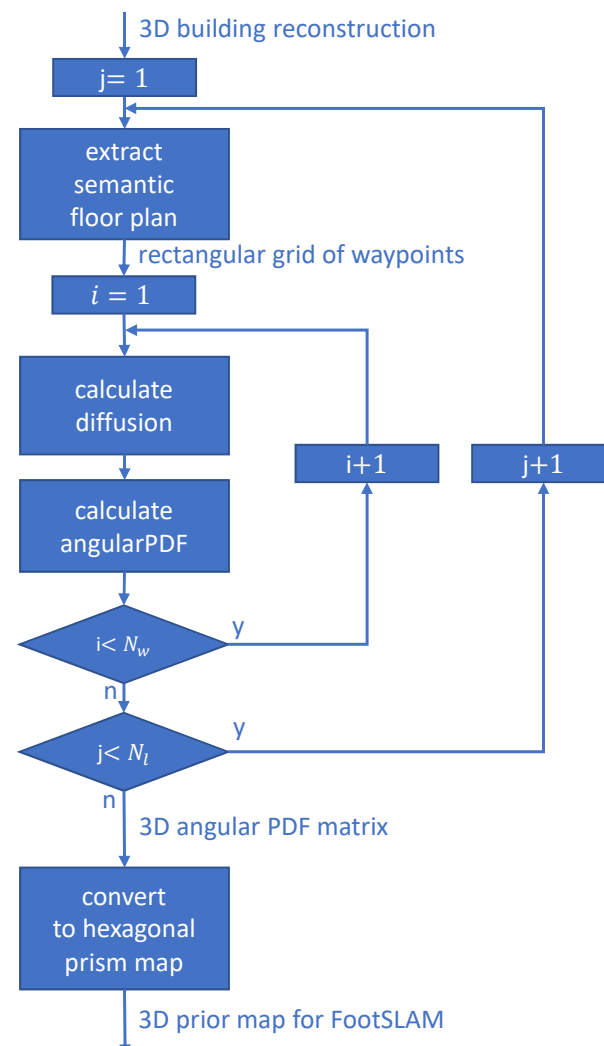 3D building reconstruction
j= 1
extract
semantic
floor plan
rectangular grid of waypoints
i = 1
calculate
diffusion
i+1
j+1
calculate
angularPDF
i< N_w
y
n
j< N_l
y
n
3D angular PDF matrix
convert
to hexagonal
prism map
3D prior map for FootSLAM